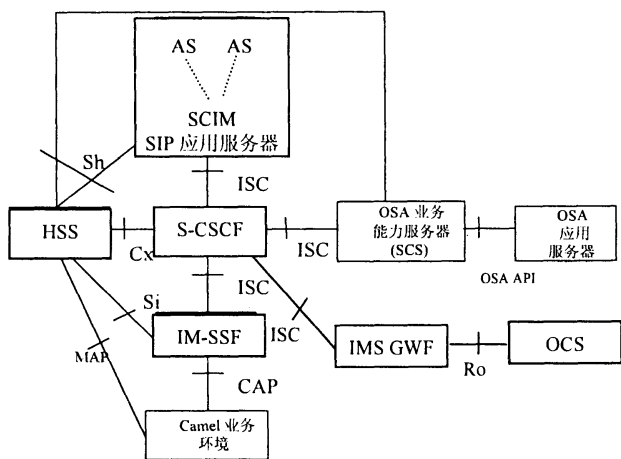 AS AS
SCIM
SIP 应用服务器
Sh
ISC
HSS
S-CSCF
OSA 业务
能力服务器
(SCS)
OSA
应用
服务器
Cx
ISC
OSA API
ISC
Si
IM-SSF
ISC
IMS GWF
OCS
MAP
Ro
CAP
Camel 业务
环境